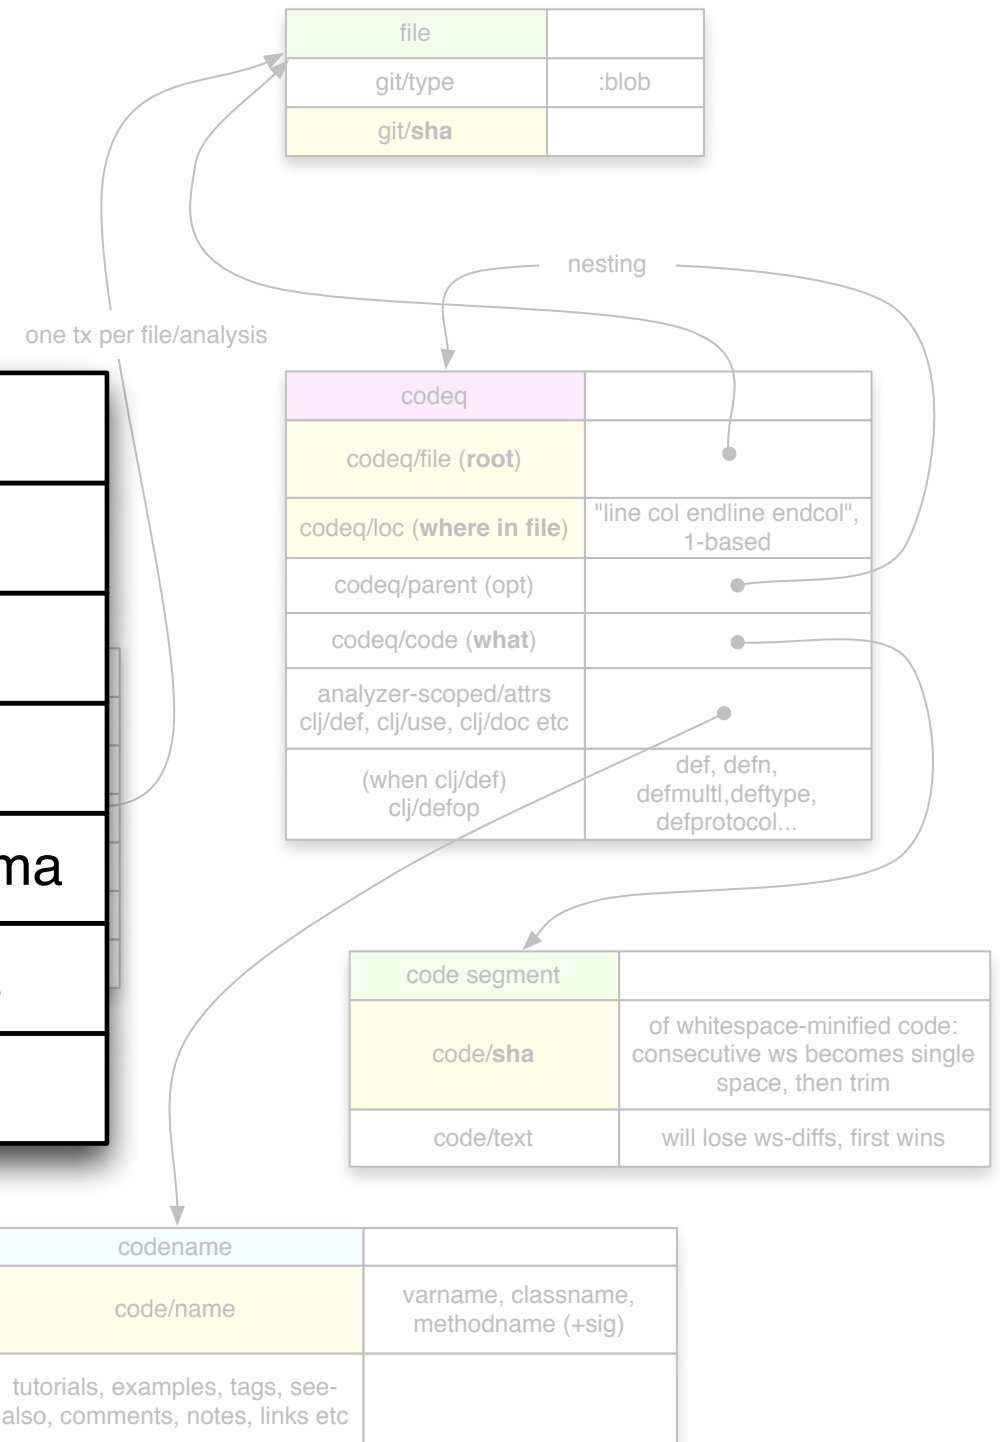 file
git/type
:blob
git/sha
nesting
one tx per file/analysis
codeq
codeq/file (root)
codeq/loc (where in file)
"line col endline endcol",
1-based
codeq/parent (opt)
codeq/code (what)
analyzer-scoped/attrs
clj/def, clj/use, clj/doc etc
(when clj/def)
clj/defop
def, defn,
defmultl,deftype,
defprotocol...
ma
code segment
code/sha
of whitespace-minified code:
consecutive ws becomes single
space, then trim
code/text
will lose ws-diffs, first wins
codename
code/name
varname, classname,
methodname (+sig)
tutorials, examples, tags, see-
also, comments, notes, links etc